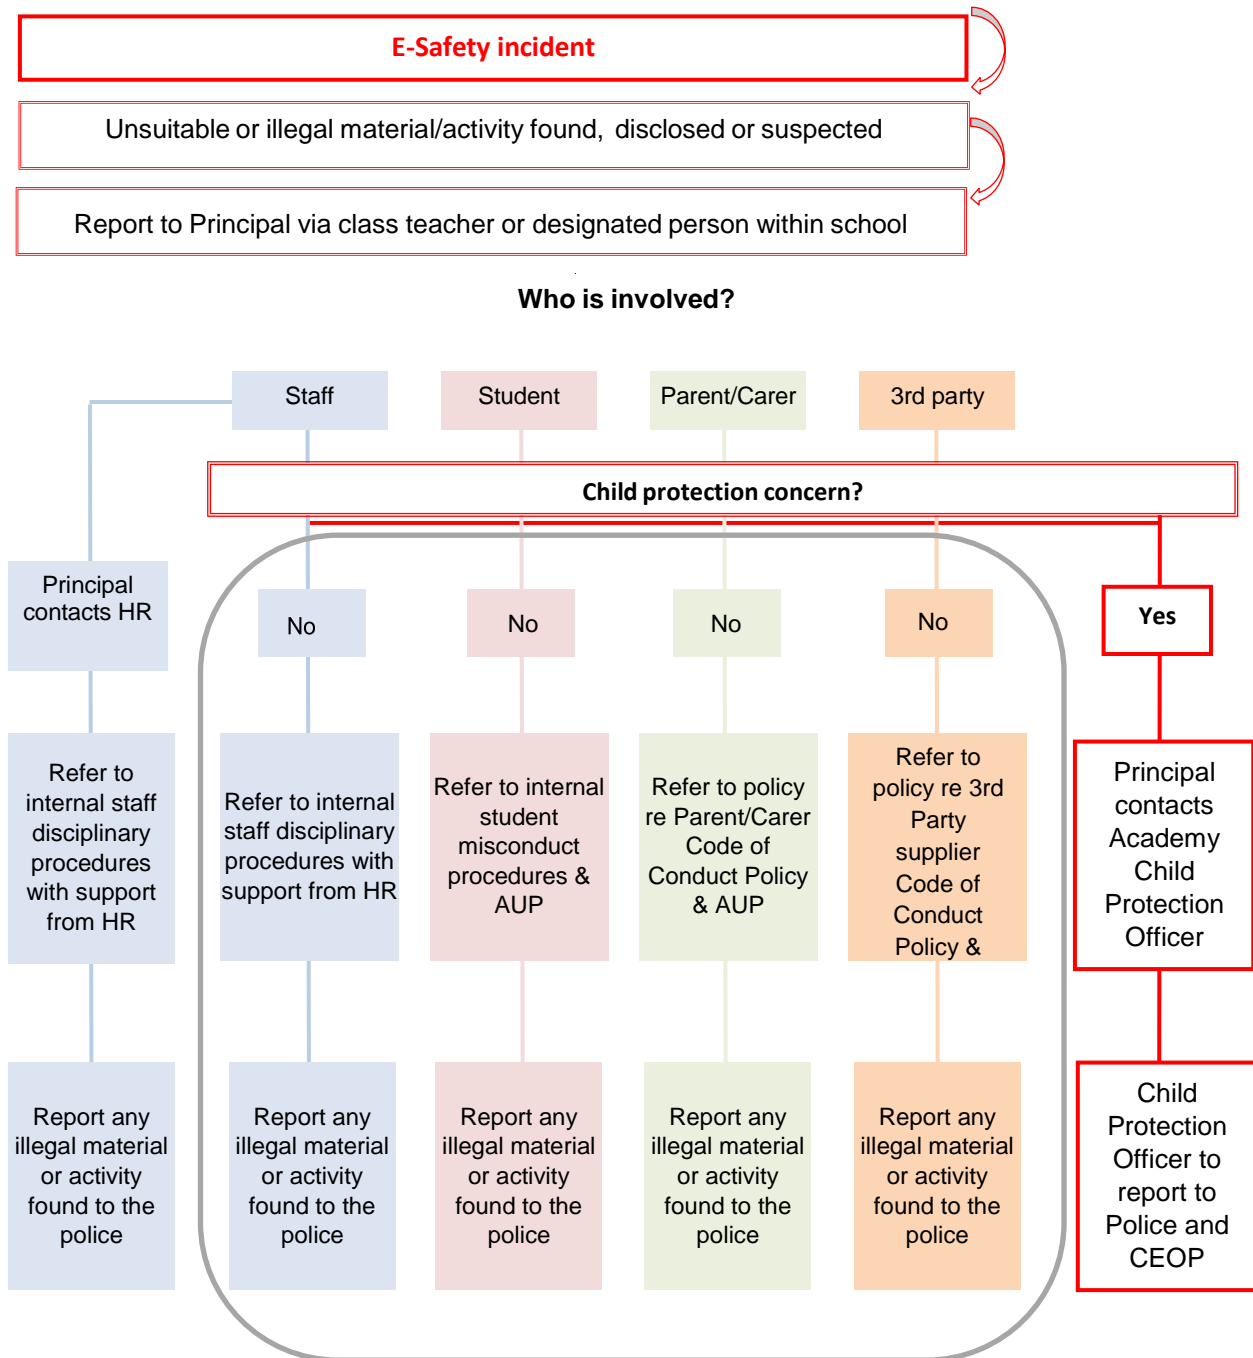 E-Safety incident
Unsuitable or illegal material/activity found, disclosed or suspected
Report to Principal via class teacher or designated person within school
Who is involved?
Staff
Student
Parent/Carer
3rd party
Child protection concern?
Principal
contacts HR
No
No
No
No
Yes
Refer to
internal staff
disciplinary
procedures
with support
from HR
Refer to internal
staff disciplinary
procedures with
support from HR
Refer to internal
student
misconduct
procedures &
AUP
Refer to policy
re Parent/Carer
Code of
Conduct Policy
& AUP
Refer to
policy re 3rd
Party
supplier
Code of
Conduct
Policy &
Principal
contacts
Academy
Child
Protection
Officer
Report any
illegal material
or activity
found to the
police
Report any
illegal material
or activity
found to the
police
Report any
illegal material
or activity
found to the
police
Report any
illegal material
or activity
found to the
police
Report any
illegal material
or activity
found to the
police
Child
Protection
Officer to
report to
Police and
CEOP